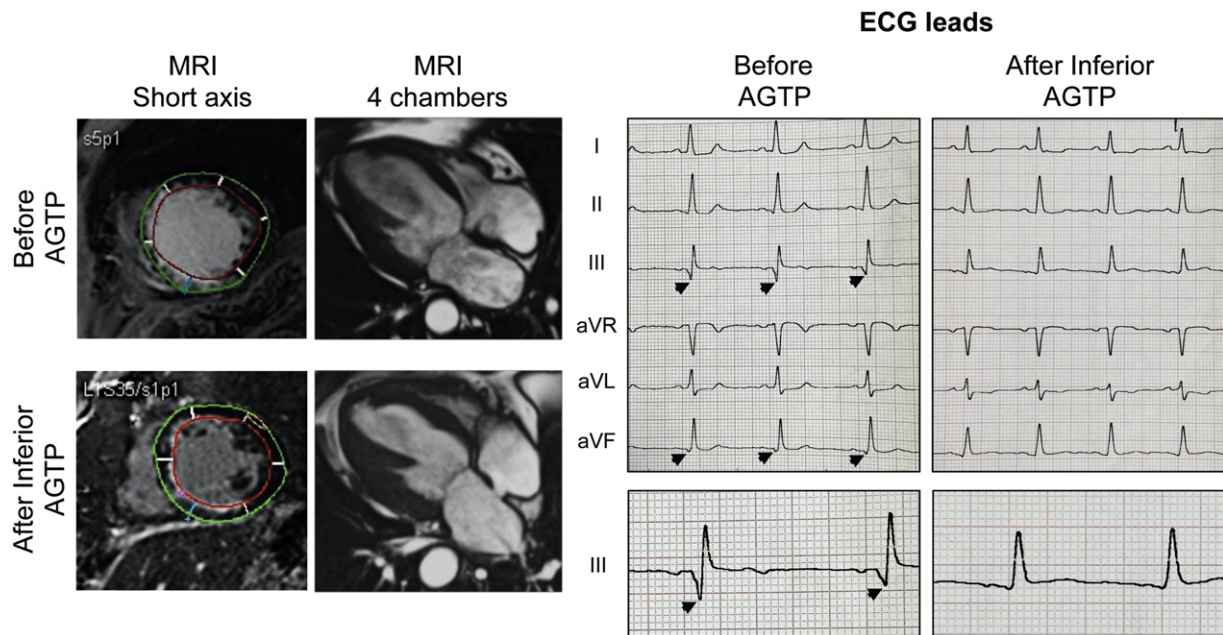 ECG leads
MRI
Short axis
MRI
4 chambers
Before
AGTP
After Inferior
AGTP
Before
AGTP
s5p1
I
II
III
aVR
aVL
aVF
After Inferior
AGTP
L1S35/s1p1
III